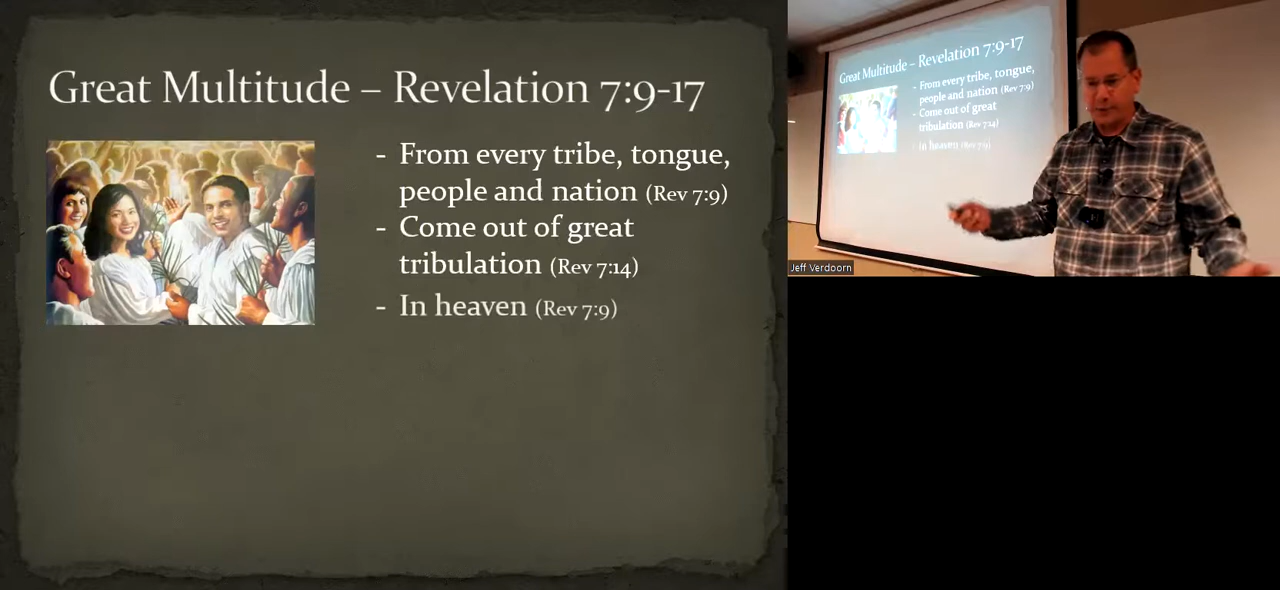 Great Multitude – Revelation 7:9-17
- From every tribe, tongue,
people and nation (Rev 7:9)
- Come out of great
tribulation (Rev 7:14)
- In heaven (Rev 7:9)
Great Multitude – Revelation 7:9-17
- From every tribe, tongue,
people and nation (Rev 7:9)
- Come out of great
tribulation (Rev 7:14)
- In heaven (Rev 7:9)
Jeff Verdoorn